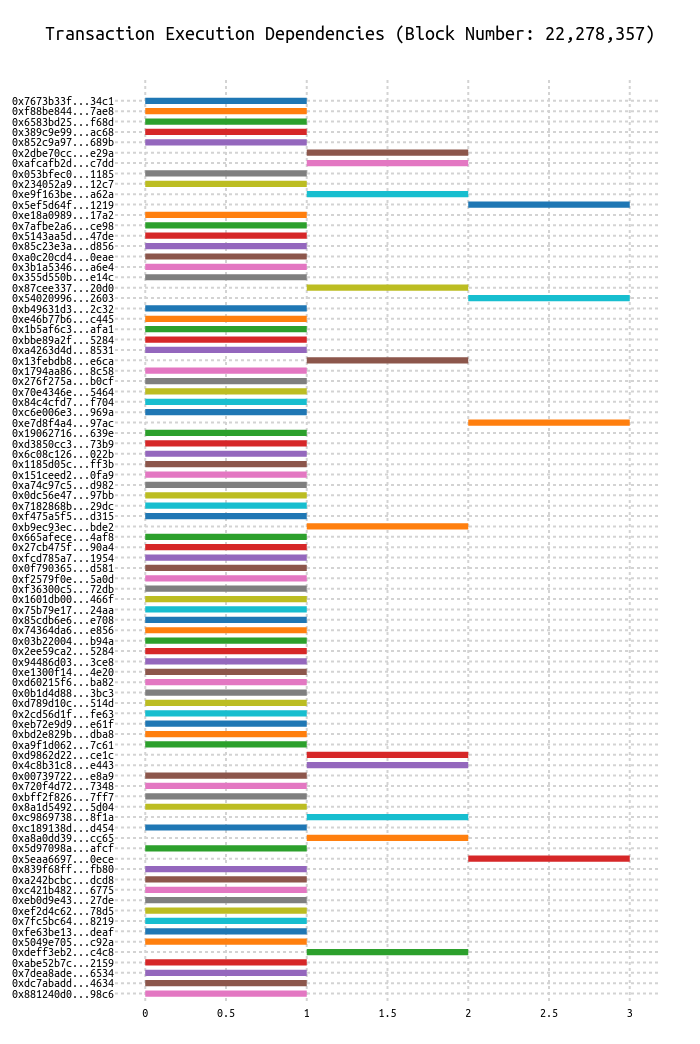 Transaction Execution Dependencies (Block Number: 22,278,357)
0x7673b33f...34c1
0xf88be844...7ae8
0x6583bd25...f68d
0x389c9e99...ac68
0x852c9a97...689b
0x2dbe70cc...e29a
0xafcafb2d...c7dd
0x053bfec0...1185
0x234052a9...12c7
0xe9f163be...a62a
0x5ef5d64f...1219
0xe18a0989...17a2
0x7afbe2a6...ce98
0x5143aa5d...47de
0x85c23e3a...d856
0xa0c20cd4...0eae
0x3b1a5346...a6e4
0x355d550b...e14c
0x87cee337...20d0
0x54020996...2603
0xb49631d3...2c32
0xe46b77b6...c445
0x1b5af6c3...afa1
0xbbe89a2f...5284
0xa4263d4d...8531
0x13febdb8...e6ca
0x1794aa86...8c58
0x276f275a...b0cf
0x70e4346e...5464
0x84c4cfd7...f704
0xc6e006e3...969a
0xe7d8f4a4...97ac
0x19062716...639e
0xd3850cc3...73b9
0x6c08c126...022b
0x1185d05c...ff3b
0x151ceed2...0fa9
0xa74c97c5...d982
0x0dc56e47...97bb
0x7182868b...29dc
0xf475a5f5...d315
0xb9ec93ec...bde2
0x665afece...4af8
0x27cb475f...90a4
0xfcd785a7...1954
0x0f790365...d581
0xf2579f0e...5a0d
0xf36300c5...72db
0x1601db00...466f
0x75b79e17...24aa
0x85cdb6e6...e708
0x74364da6...e856
0x03b22004...b94a
0x2ee59ca2...5284
0x94486d03...3ce8
0xe1300f14...4e20
0xd60215f6...ba82
0x0b1d4d88...3bc3
0xd789d10c...514d
0x2cd56d1f...fe63
0xeb72e9d9...e61f
0xbd2e829b...dba8
0xa9f1d062...7c61
0xd9862d22...ce1c
0x4c8b31c8...e443
0x00739722...e8a9
0x720f4d72...7348
0xbff2f826...7ff7
0x8a1d5492...5d04
0xc9869738...8f1a
0xc189138d...d454
0xa8a0dd39...cc65
0x5d97098a...afcf
0x5eaa6697...0ece
0x839f68ff...fb80
0xa242bcbc...dcd8
0xc421b482...6775
0xeb0d9e43...27de
0xef2d4c62...78d5
0x7fc5bc64...8219
0xfe63be13...deaf
0x5049e705...c92a
0xdeff3eb2...c4c8
0xabe52b7c...2159
0x7dea8ade...6534
0xdc7abadd...4634
0x881240d0...98c6
0 0.5 1 1.5 2 2.5 3